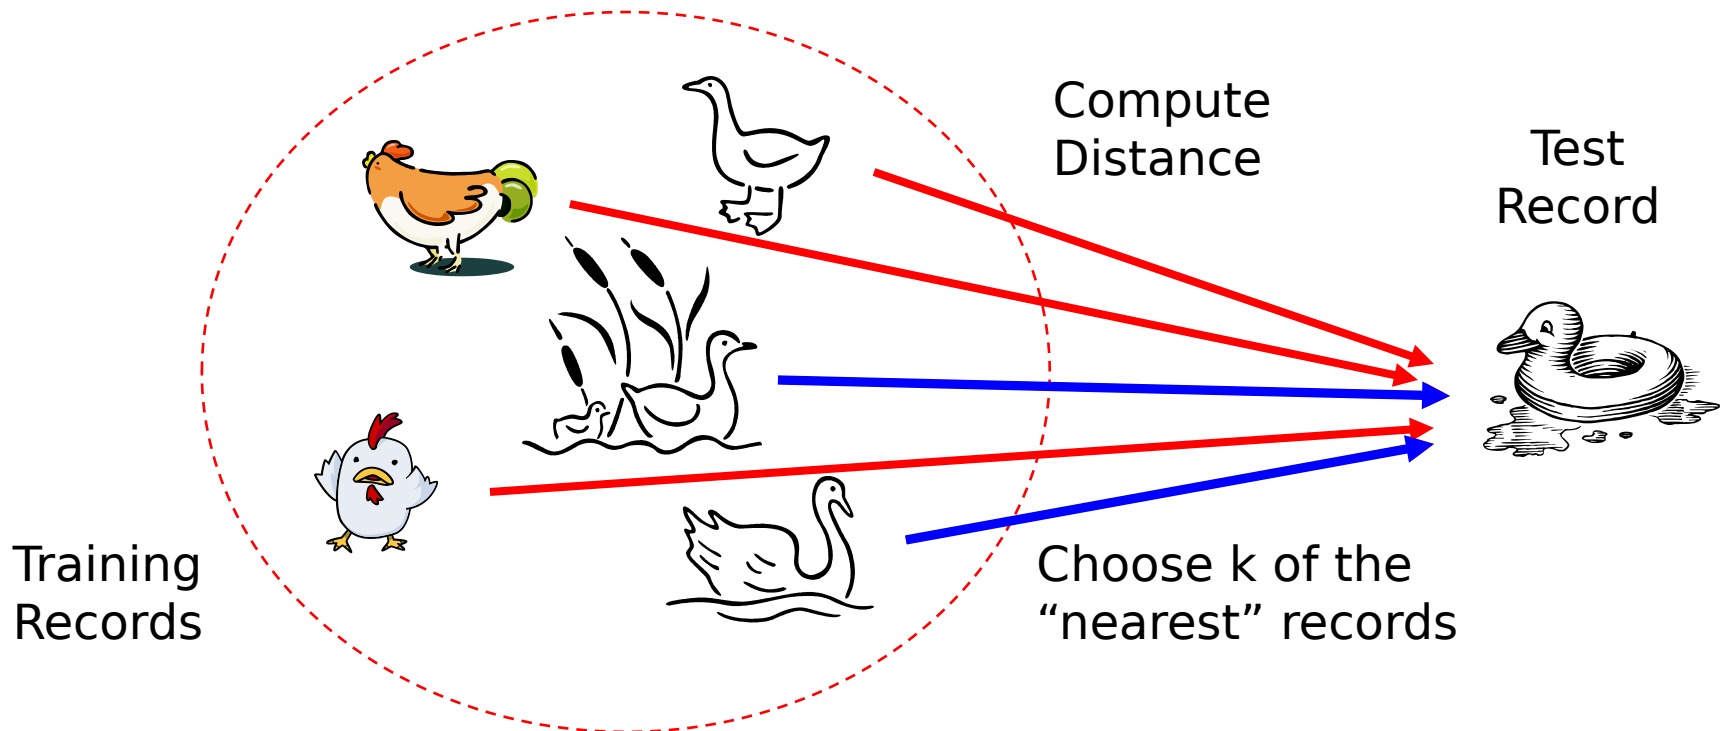 Compute
Distance
Test
Record
Training
Records
Choose k of the
“nearest” records